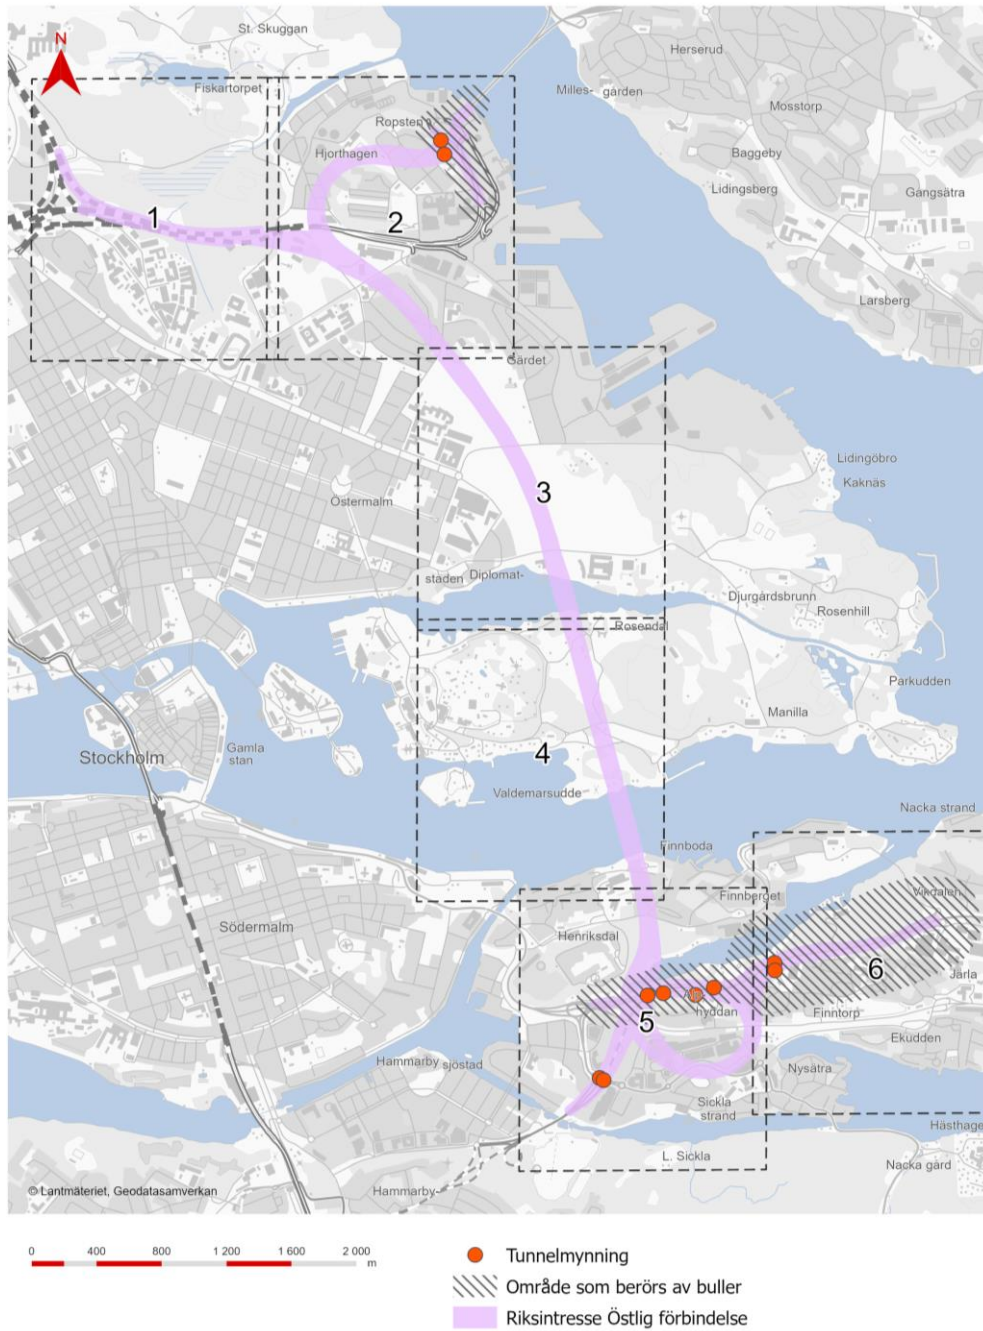 St. Skuggan
N
Herserud
Fiskartorpet
Milles- gården
Mosstorp
Ropsten
Hjorthagen
Baggeby
Lidingsberg
Gångsätra
1
2
Larsberg
Gärdet
Lidingöbro
3
Kaknäs
Östermalm
staden Diplomat-
Djurgårdsbrunn
Rosenhill
Rosendal
Parkudden
Manilla
Gamla
stan
Stockholm
4
Valdemarsudde
Nacka strand
Finnboda
Finnberget
Södermalm
Henriksdal
6
Järla
hyddan
Finntorp
5
Ekudden
Hammarby sjöstad
Nysätra
Sickla
strand
Hästhage
L. Sickla
Nacka gård
© Lantmäteriet, Geodatasamverkan
Hammarby-
0 400 800 1 200 1 600 2 000
m
Tunnelmynning
Område som berörs av buller
Riksintresse Östlig förbindelse